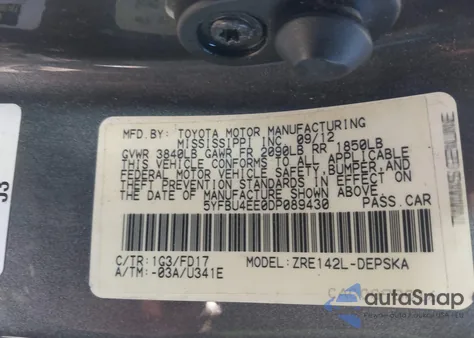 MFD.BY: TOYOTA MOTOR MANUFACTURING
MISSISSIPPI INC 09/12
GVWR 3840LB GAWR FR 2090LB RR 1850LB
THIS VEHICLE CONFORMS TO ALL APPLICABLE
FEDERAL MOTOR VEHICLE SAFETY,BUMPER,AND
THEFT PREVENTION STANDARDS IN EFFECT ON
THE DATE OF MANUFACTURE SHOWN ABOVE.
5YFBU4EE0DP089430 PASS.CAR
C/TR:1G3/FD17 MODEL:ZRE142L-DEPSKA
A/TM:-03A/U341E
autoSnap